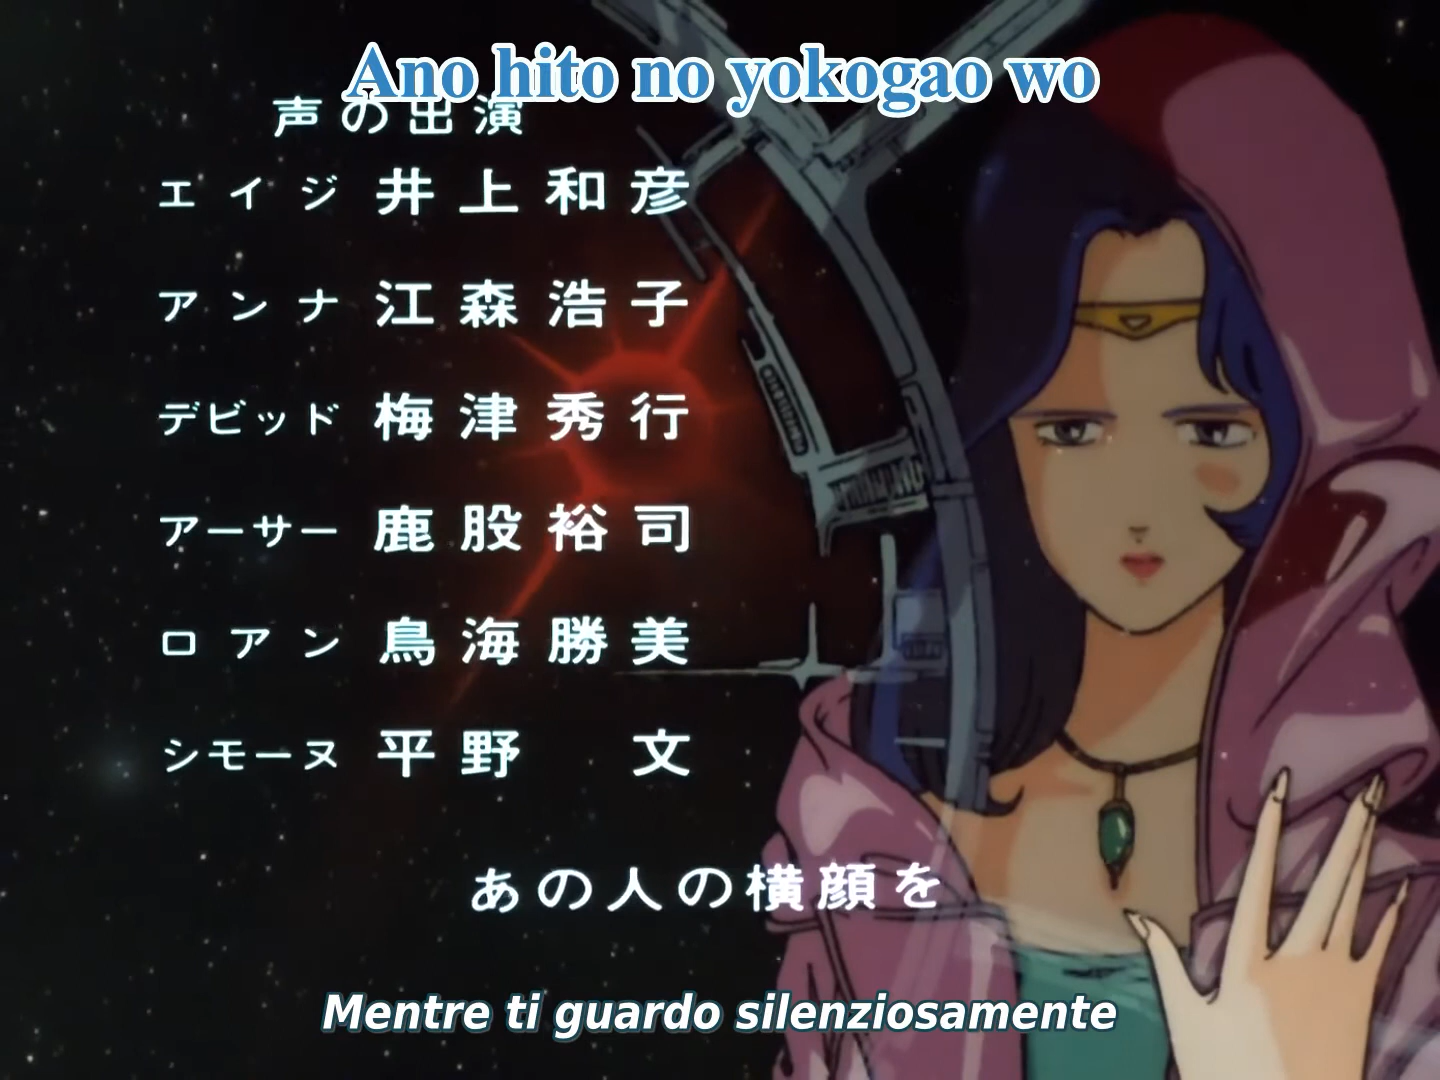 Ano hito no yokogao wo
声の出演
エイジ 井上和彦
アンナ 江森浩子
デビッド 梅津秀行
アーサー 鹿股裕司
ロアン 鳥海勝美
シモーヌ 平野 文
あの人の横顔を
Mentre ti guardo silenziosamente